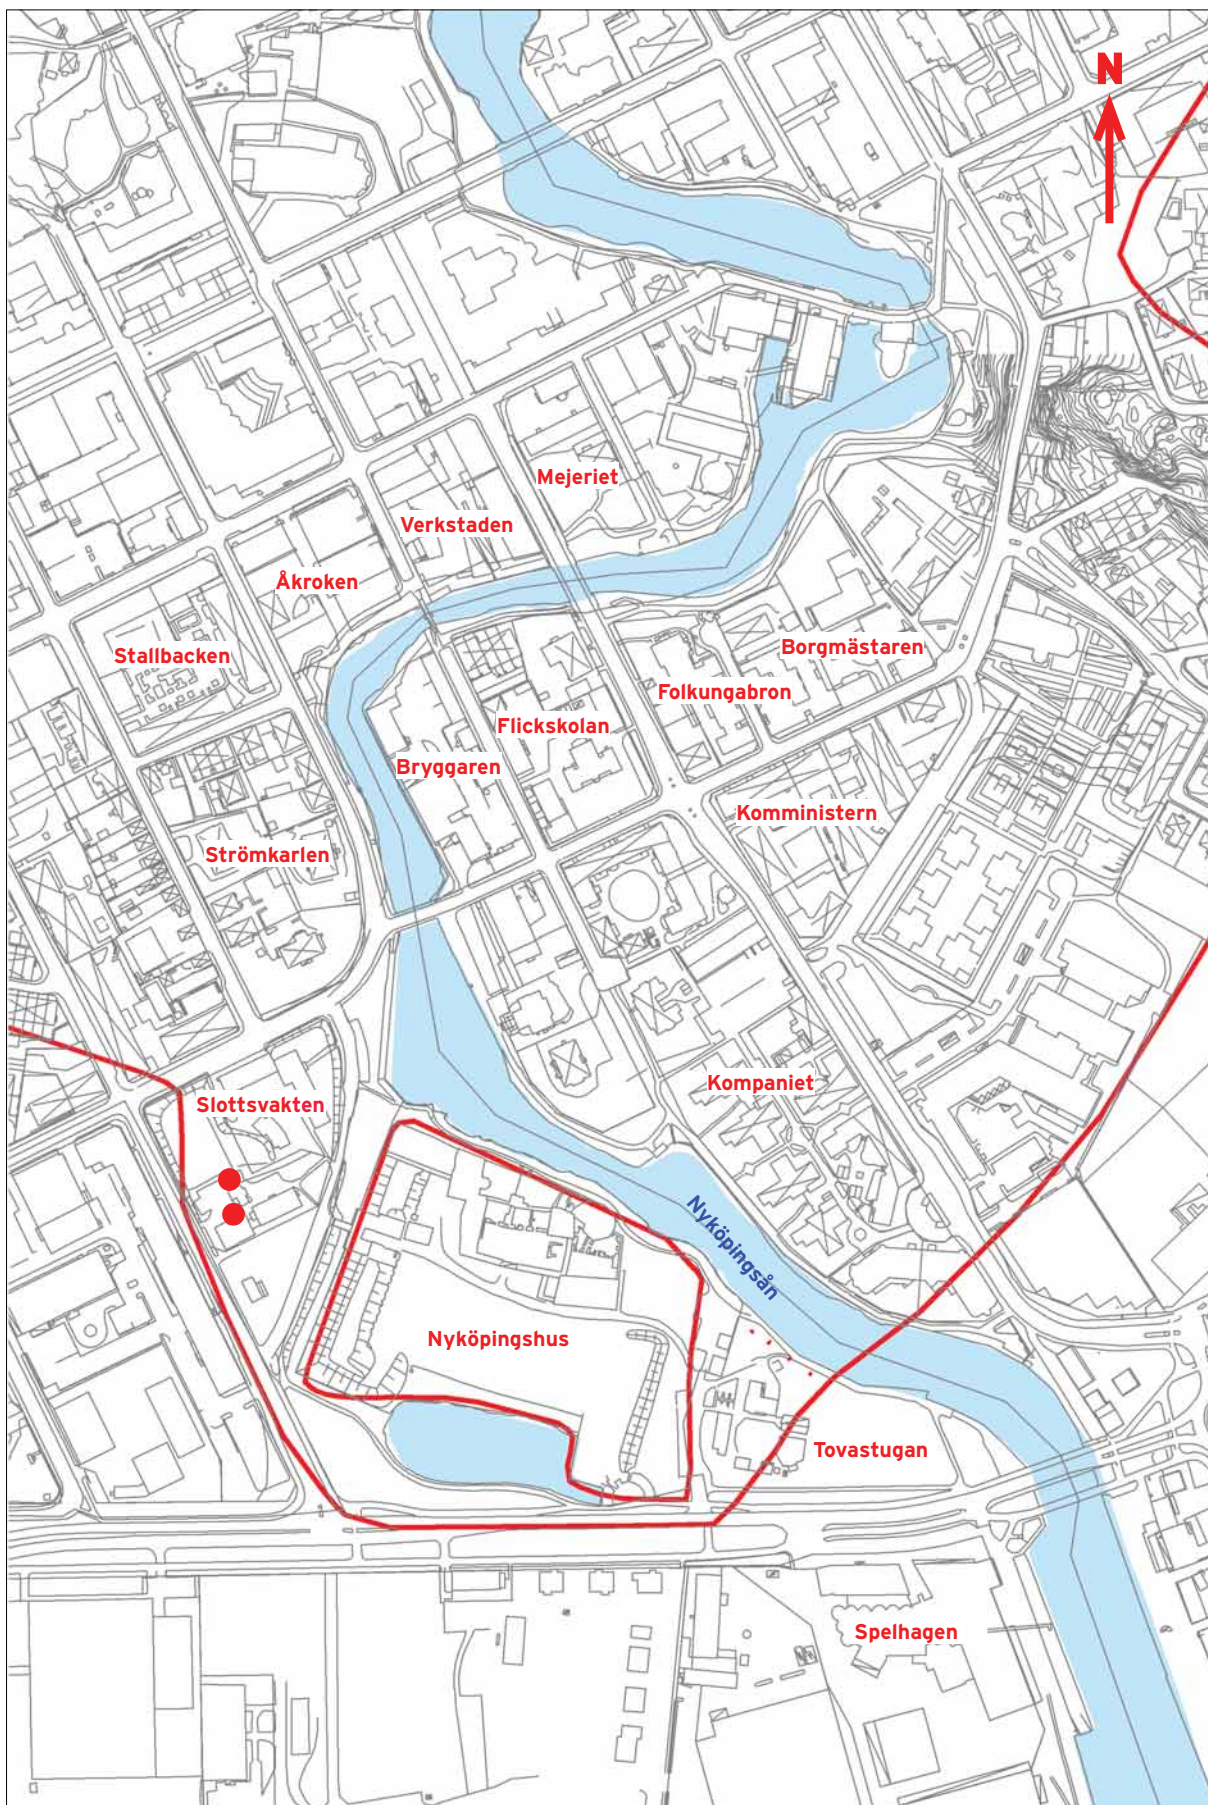 N
Mejeriet
Verkstaden
Åkroken
Stallbacken
Borgmästaren
Folkungabron
Flickskolan
Bryggaren
Komministern
Strömkarlen
Kompaniet
Slottsvakten
Nyköpingsån
Nyköpingshus
Tovastugan
Spelhagen